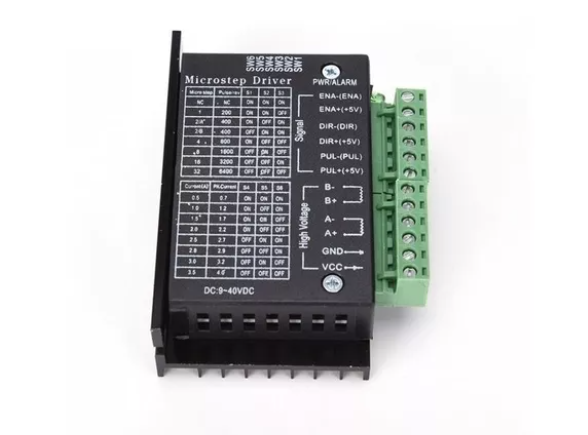 SW6
SW5
SW4
SW3
SW2
SW1
Microstep Driver
PWR/ALARM
Micro step Pulse/rev S1 S2 S3
NC NC ON ON ON
1 200 ON ON OFF
2/A 400 ON OFF ON
2/B 400 OFF ON ON
4 800 ON OFF OFF
8 1600 OFF ON OFF
16 3200 OFF OFF ON
32 6400 OFF OFF OFF
Current(A) PK.Current S4 S5 S6
0.5 0.7 ON ON ON
1.0 1.2 ON OFF ON
1.5 1.7 ON ON OFF
2.0 2.2 ON OFF OFF
2.5 2.7 OFF ON ON
2.8 2.9 OFF OFF ON
3.0 3.2 OFF ON OFF
3.5 4.0 OFF OFF OFF
DC:9~40VDC
Signal
ENA-(ENA)
ENA+(+5V)
DIR-(DIR)
DIR+(+5V)
PUL-(PUL)
PUL+(+5V)
High Voltage
B-
B+
A-
A+
GND
VCC